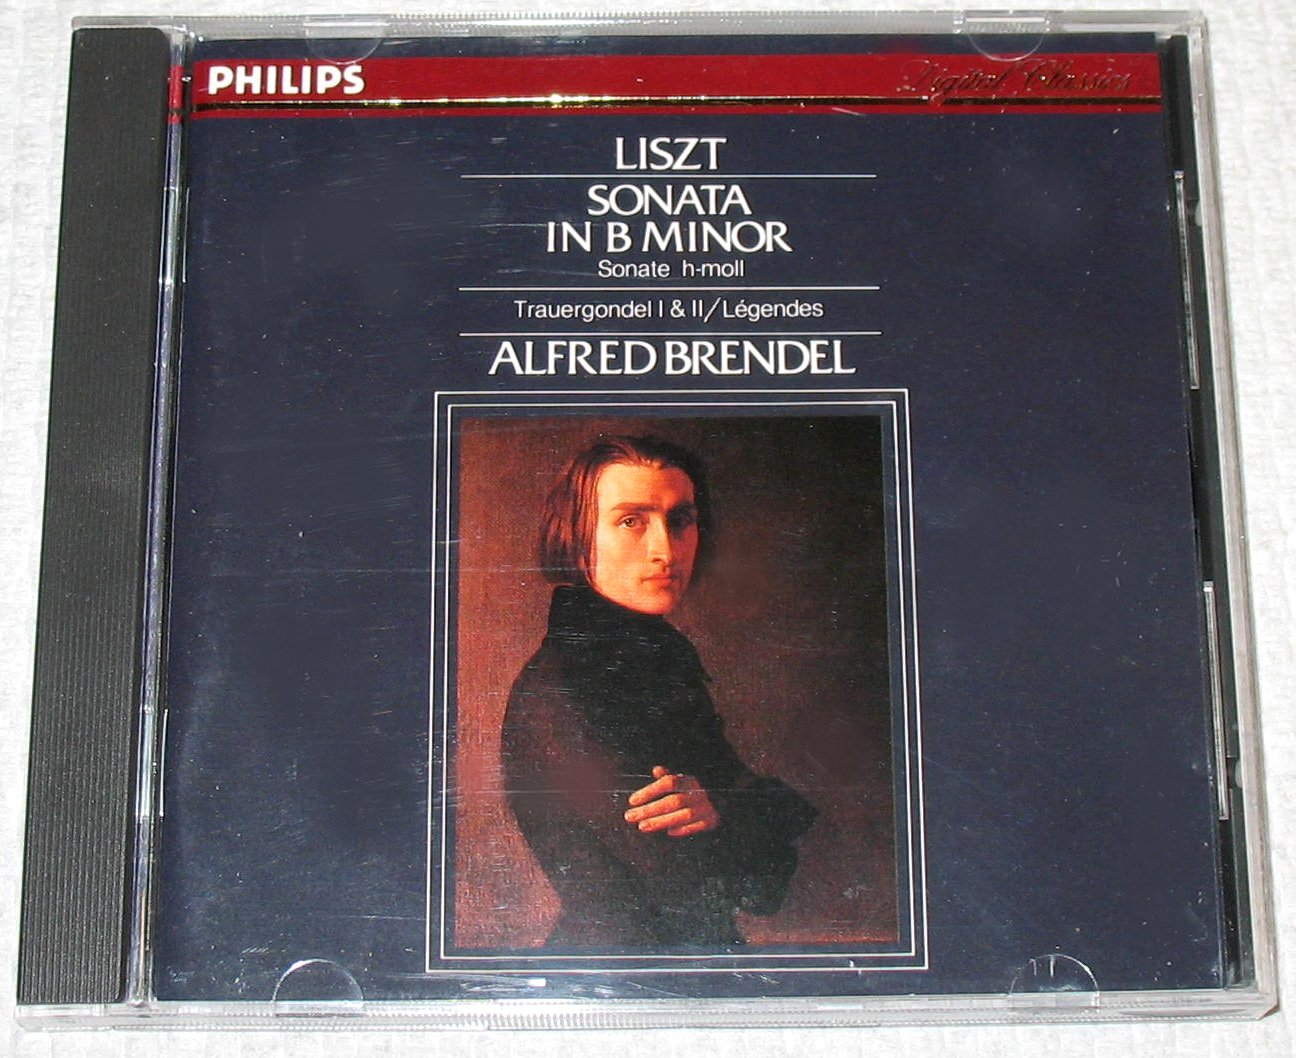 PHILIPS
Digital Classics
LISZT
SONATA
IN B MINOR
Sonate h-moll
Trauergondel I & II/Légendes
ALFRED BRENDEL